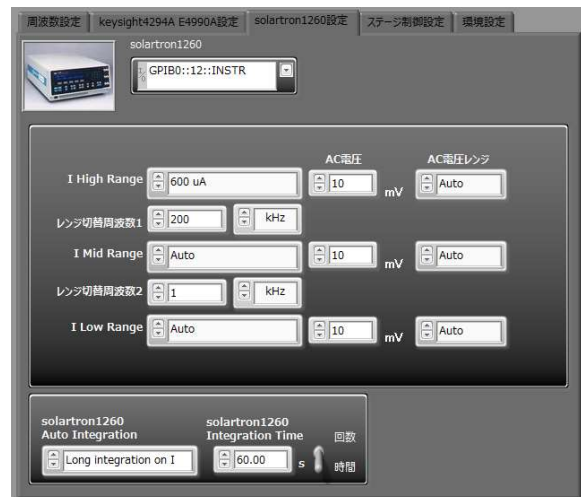 周波数設定 keysight4294A E4990A設定 solartron1260設定 ステージ制御設定 環境設定
solartron1260
GPIB0::12::INSTR
AC電圧 AC電圧レンジ
I High Range 600 uA 10 mV Auto
レンジ切替周波数1 200 kHz
I Mid Range Auto 10 mV Auto
レンジ切替周波数2 1 kHz
I Low Range Auto 10 mV Auto
solartron1260 solartron1260
Auto Integration Integration Time 回数
Long integration on I 60.00 s 時間